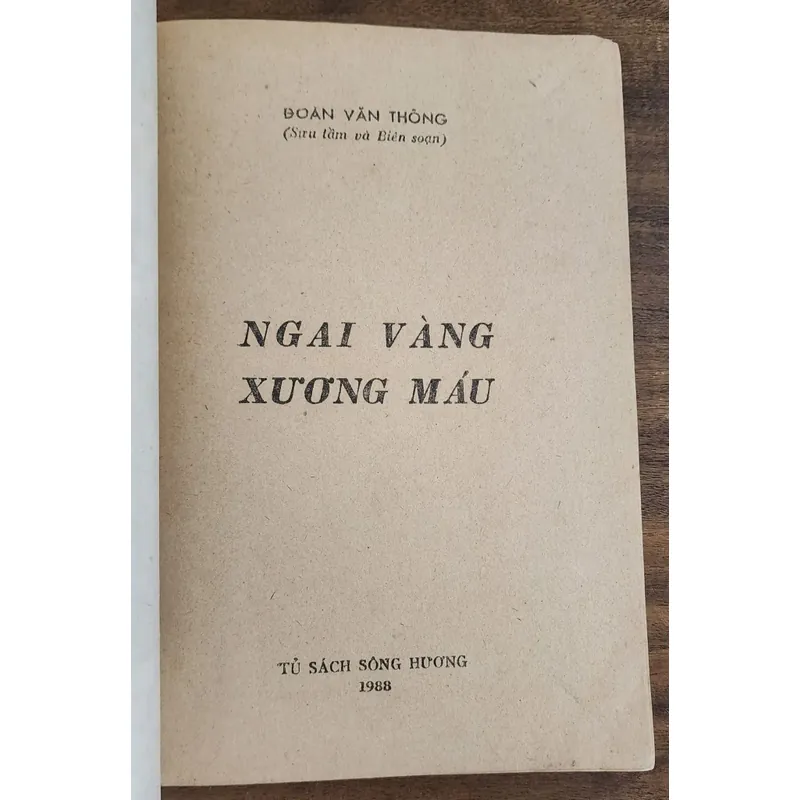 ĐOÀN VĂN THÔNG
(Sưu tầm và Biên soạn)
NGAI VÀNG
XƯƠNG MÁU
TỦ SÁCH SÔNG HƯƠNG
1988